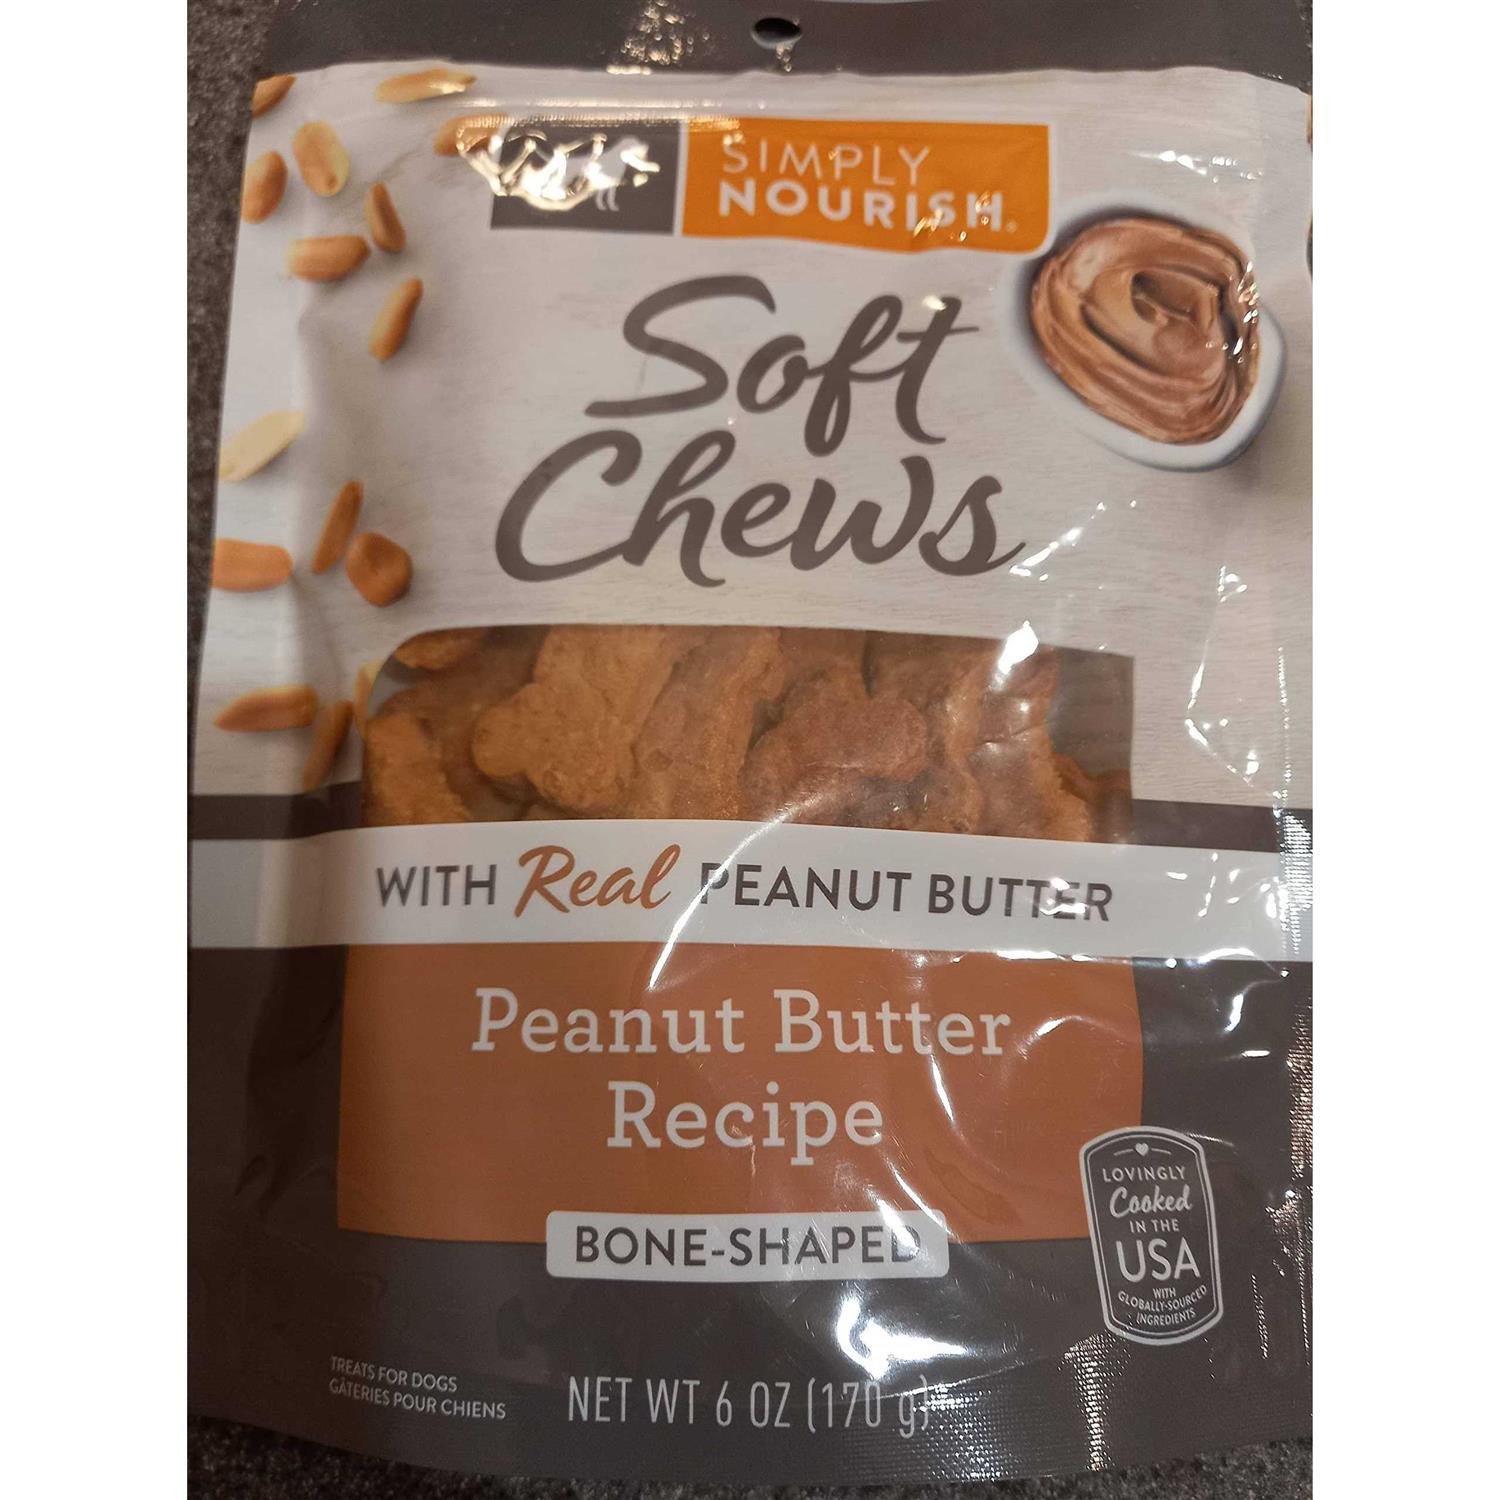 SIMPLY
NOURISH®
Soft
Chews
WITH Real PEANUT BUTTER
Peanut Butter
Recipe
BONE-SHAPED
LOVINGLY
Cooked
IN THE
USA
WITH
GLOBALLY-SOURCED
INGREDIENTS
TREATS FOR DOGS
GÂTERIES POUR CHIENS
NET WT 6 OZ (170 g)